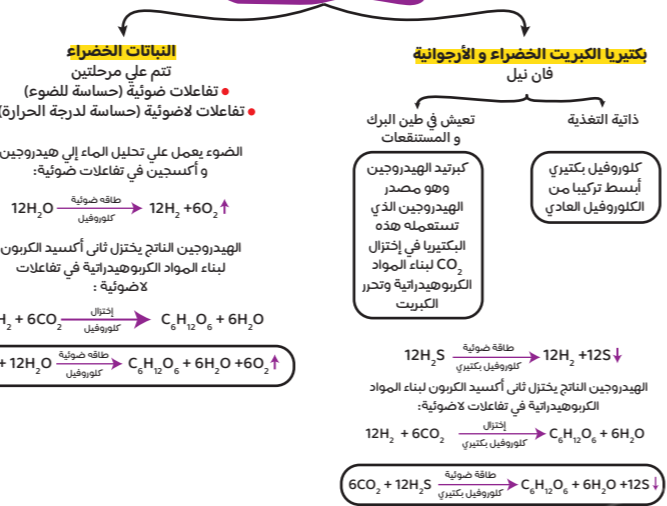 بكتيريا الكبريت الخضراء و الأرجوانية
فان نيل
ذاتية التغذية
كلوروفيل بكتيري
أبسط تركيبا من
الكلوروفيل العادي
تعيش في طين البرك
و المستنقعات
كبرتيد الهيدروجين
وهو مصدر
الهيدروجين الذي
تستعمله هذه
البكتيريا في إختزال
CO₂ لبناء المواد
الكربوهيدراتية وتحرر
الكبريت
طاقة ضوئية
12H₂S → 12H₂ +12S↓
كلوروفيل بكتيري
الهيدروجين الناتج يختزل ثانى أكسيد الكربون لبناء المواد
الكربوهيدراتية في تفاعلات لاضوئية:
إختزال
12H₂ + 6CO₂ → C₆H₁₂O₆ + 6H₂O
كلوروفيل بكتيري
طاقة ضوئية
6CO₂ + 12H₂S → C₆H₁₂O₆ + 6H₂O +12S↓
كلوروفيل بكتيري
النباتات الخضراء
تتم علي مرحلتين
• تفاعلات ضوئية (حساسة للضوء)
• تفاعلات لاضوئية (حساسة لدرجة الحرارة)
الضوء يعمل علي تحليل الماء إلي هيدروجين
و أكسجين في تفاعلات ضوئية:
طاقه ضوئية
12H₂O → 12H₂ +6O₂↑
كلوروفيل
الهيدروجين الناتج يختزل ثانى أكسيد الكربون
لبناء المواد الكربوهيدراتية في تفاعلات
لاضوئية :
إختزال
H₂ + 6CO₂ → C₆H₁₂O₆ + 6H₂O
كلوروفيل
طاقه ضوئية
+ 12H₂O → C₆H₁₂O₆ + 6H₂O +6O₂↑
كلوروفيل